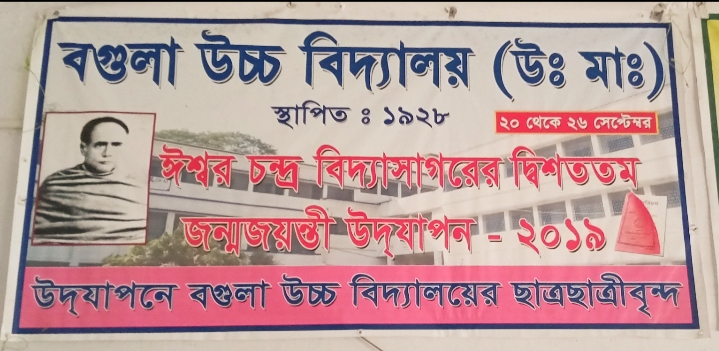 বগুলা উচ্চ বিদ্যালয় (উঃ মাঃ)
স্থাপিত ঃ ১৯২৮
২০ থেকে ২৬ সেপ্টেম্বর
ঈশ্বর চন্দ্র বিদ্যাসাগরের দ্বিশততম
জন্মজয়ন্তী উদ্‌যাপন - ২০১৯
উদ্‌যাপনে বগুলা উচ্চ বিদ্যালয়ের ছাত্রছাত্রীবৃন্দ